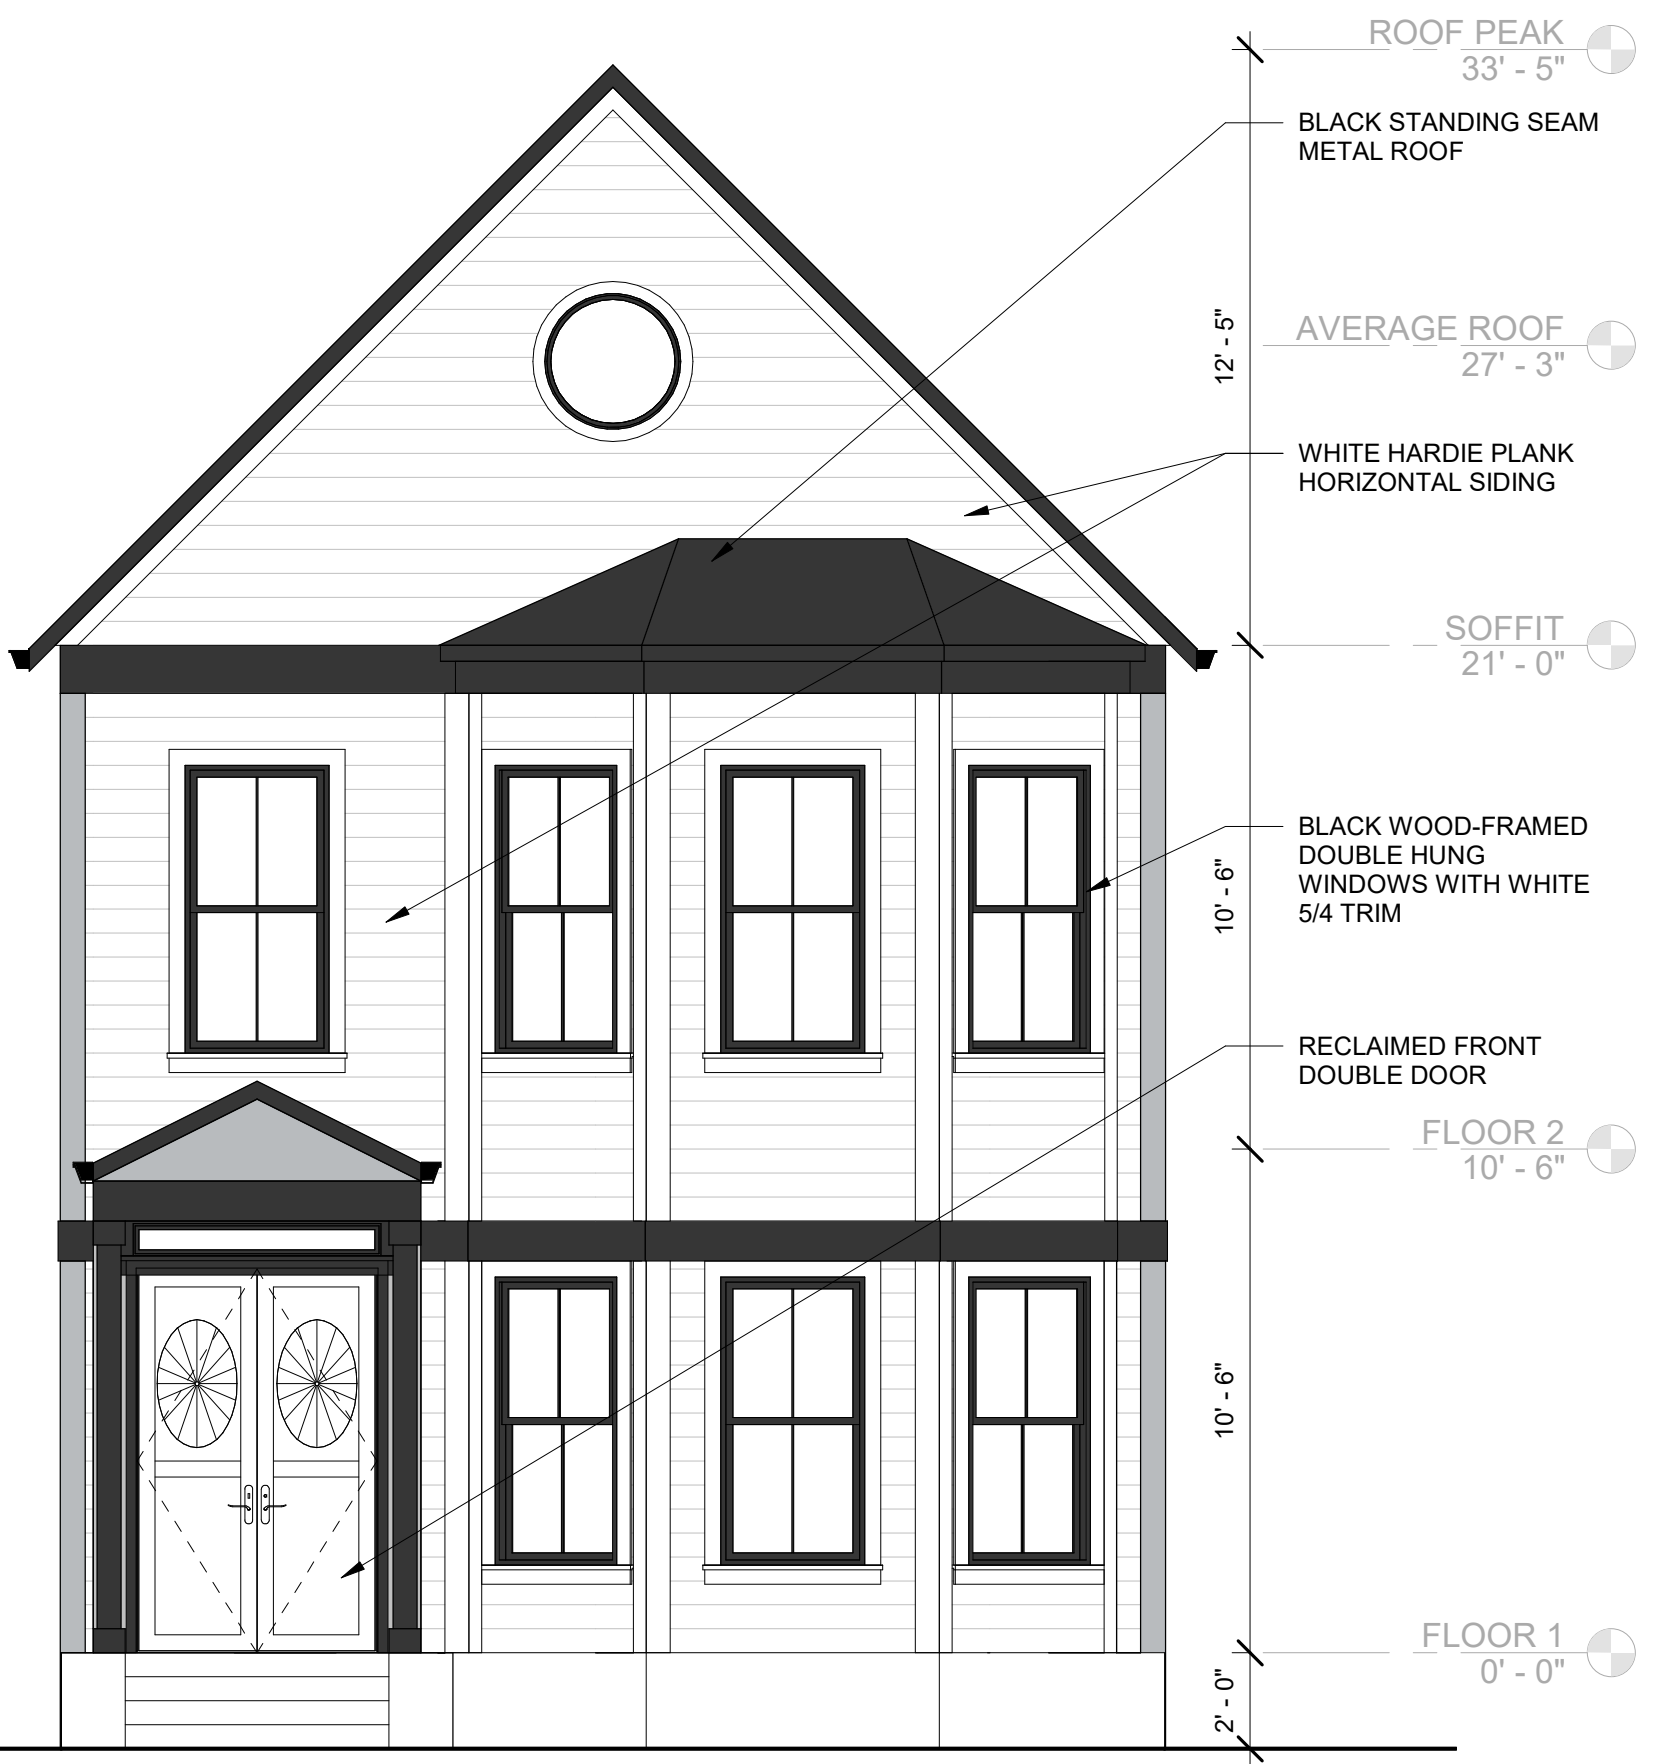 ROOF PEAK
33' - 5"
BLACK STANDING SEAM
METAL ROOF
12' - 5"
AVERAGE ROOF
27' - 3"
WHITE HARDIE PLANK
HORIZONTAL SIDING
SOFFIT
21' - 0"
BLACK WOOD-FRAMED
DOUBLE HUNG
WINDOWS WITH WHITE
5/4 TRIM
10' - 6"
RECLAIMED FRONT
DOUBLE DOOR
FLOOR 2
10' - 6"
10' - 6"
FLOOR 1
0' - 0"
2' - 0"